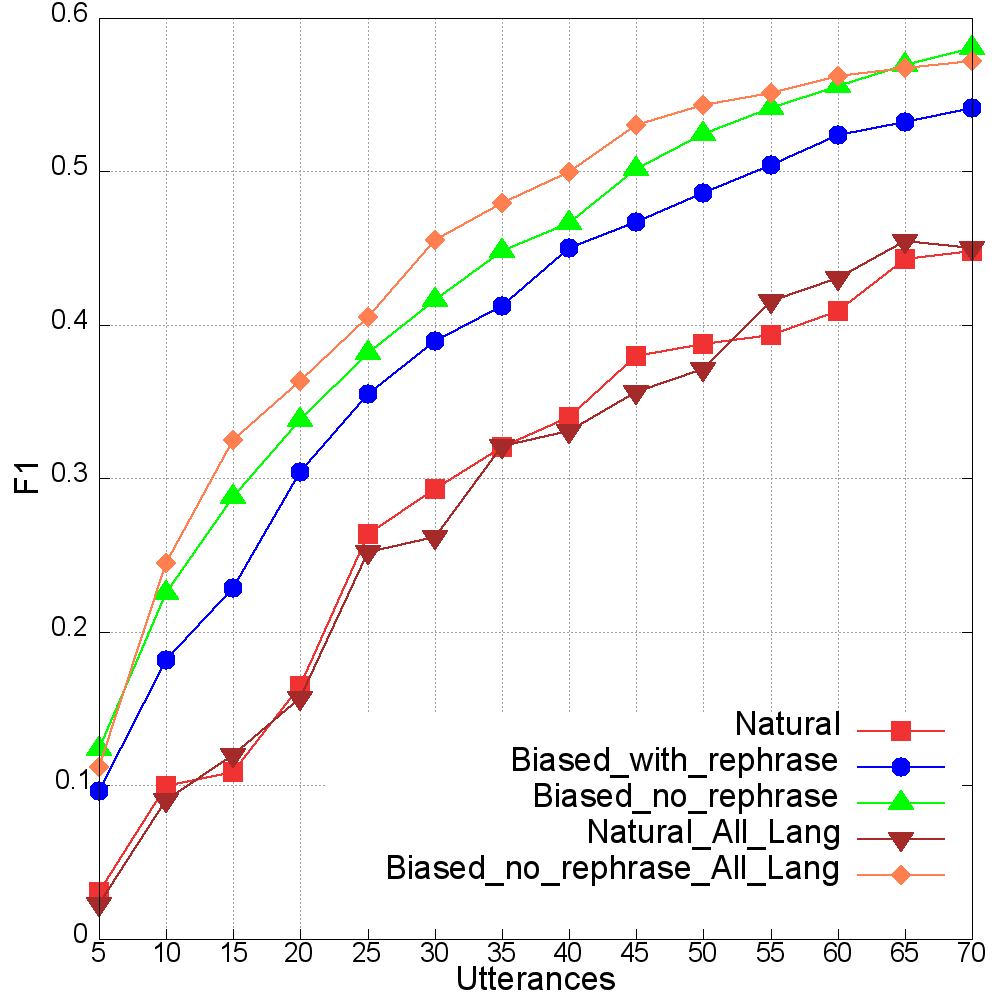 0.6
0.5
0.4
0.3
0.2
0.1
0
F1
Natural
Biased_with_rephrase
Biased_no_rephrase
Natural_All_Lang
Biased_no_rephrase_All_Lang
5 10 15 20 25 30 35 40 45 50 55 60 65 70
Utterances